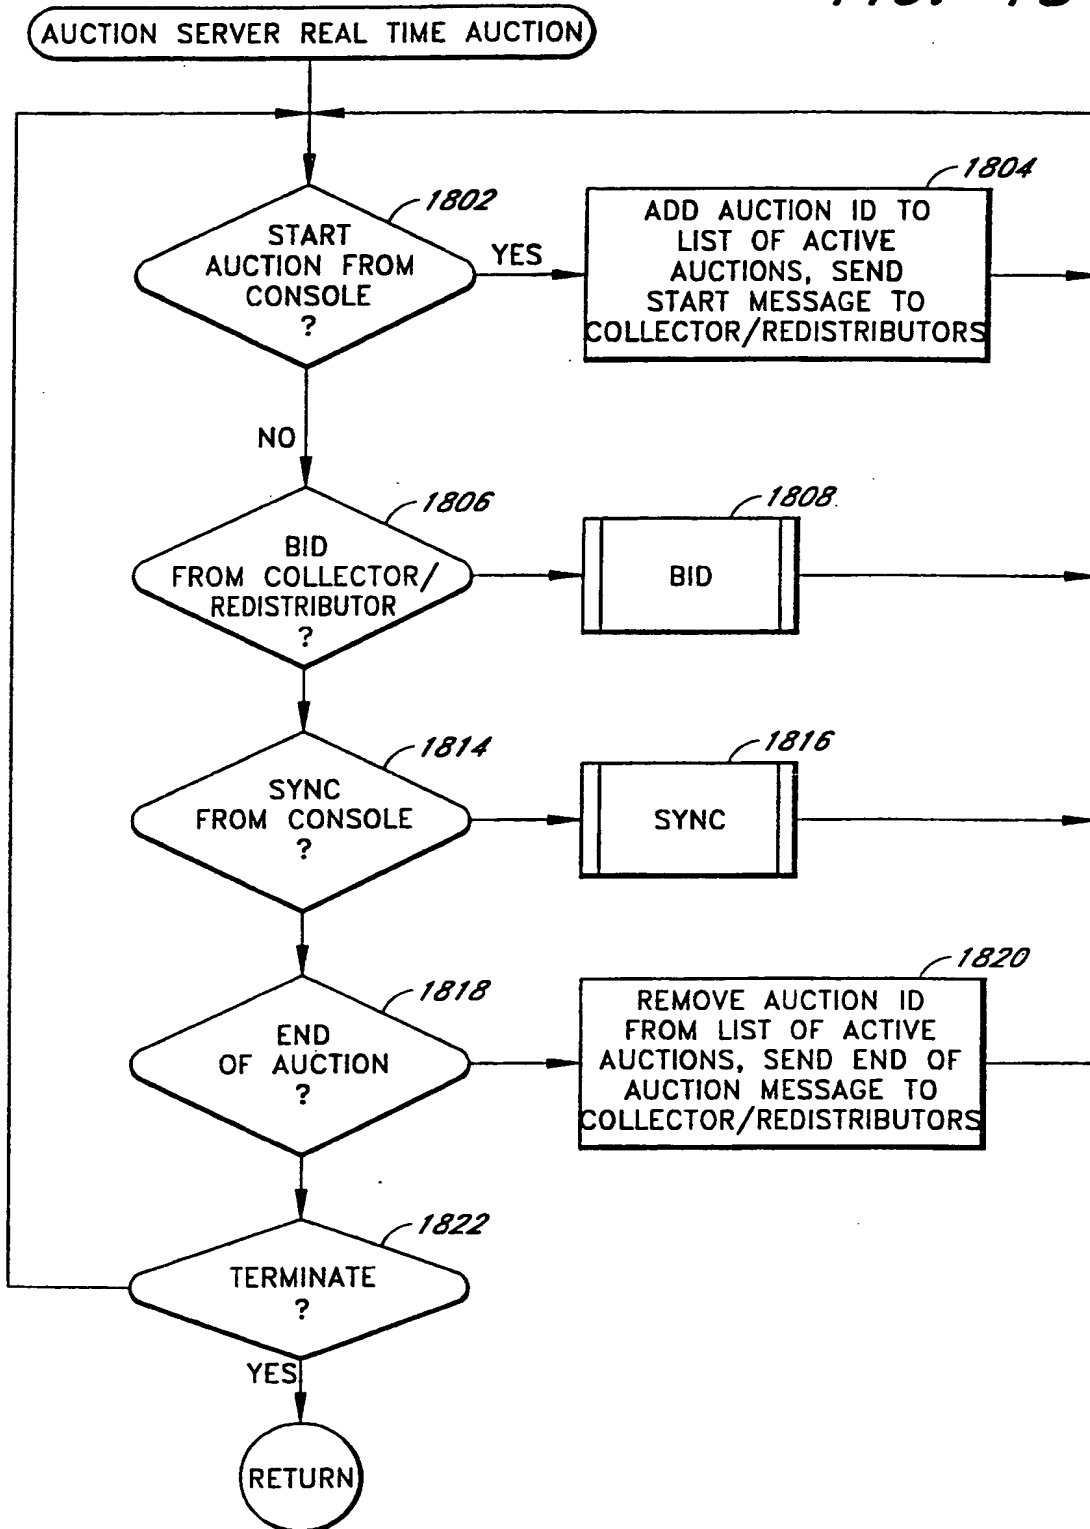 AUCTION SERVER REAL TIME AUCTION
1802
START
AUCTION FROM
CONSOLE
?
YES
1804
ADD AUCTION ID TO
LIST OF ACTIVE
AUCTIONS, SEND
START MESSAGE TO
COLLECTOR/REDISTRIBUTORS
NO
1806
BID
FROM COLLECTOR/
REDISTRIBUTOR
?
1808
BID
1814
SYNC
FROM CONSOLE
?
1816
SYNC
1818
END
OF AUCTION
?
1820
REMOVE AUCTION ID
FROM LIST OF ACTIVE
AUCTIONS, SEND END OF
AUCTION MESSAGE TO
COLLECTOR/REDISTRIBUTORS
1822
TERMINATE
?
YES
RETURN